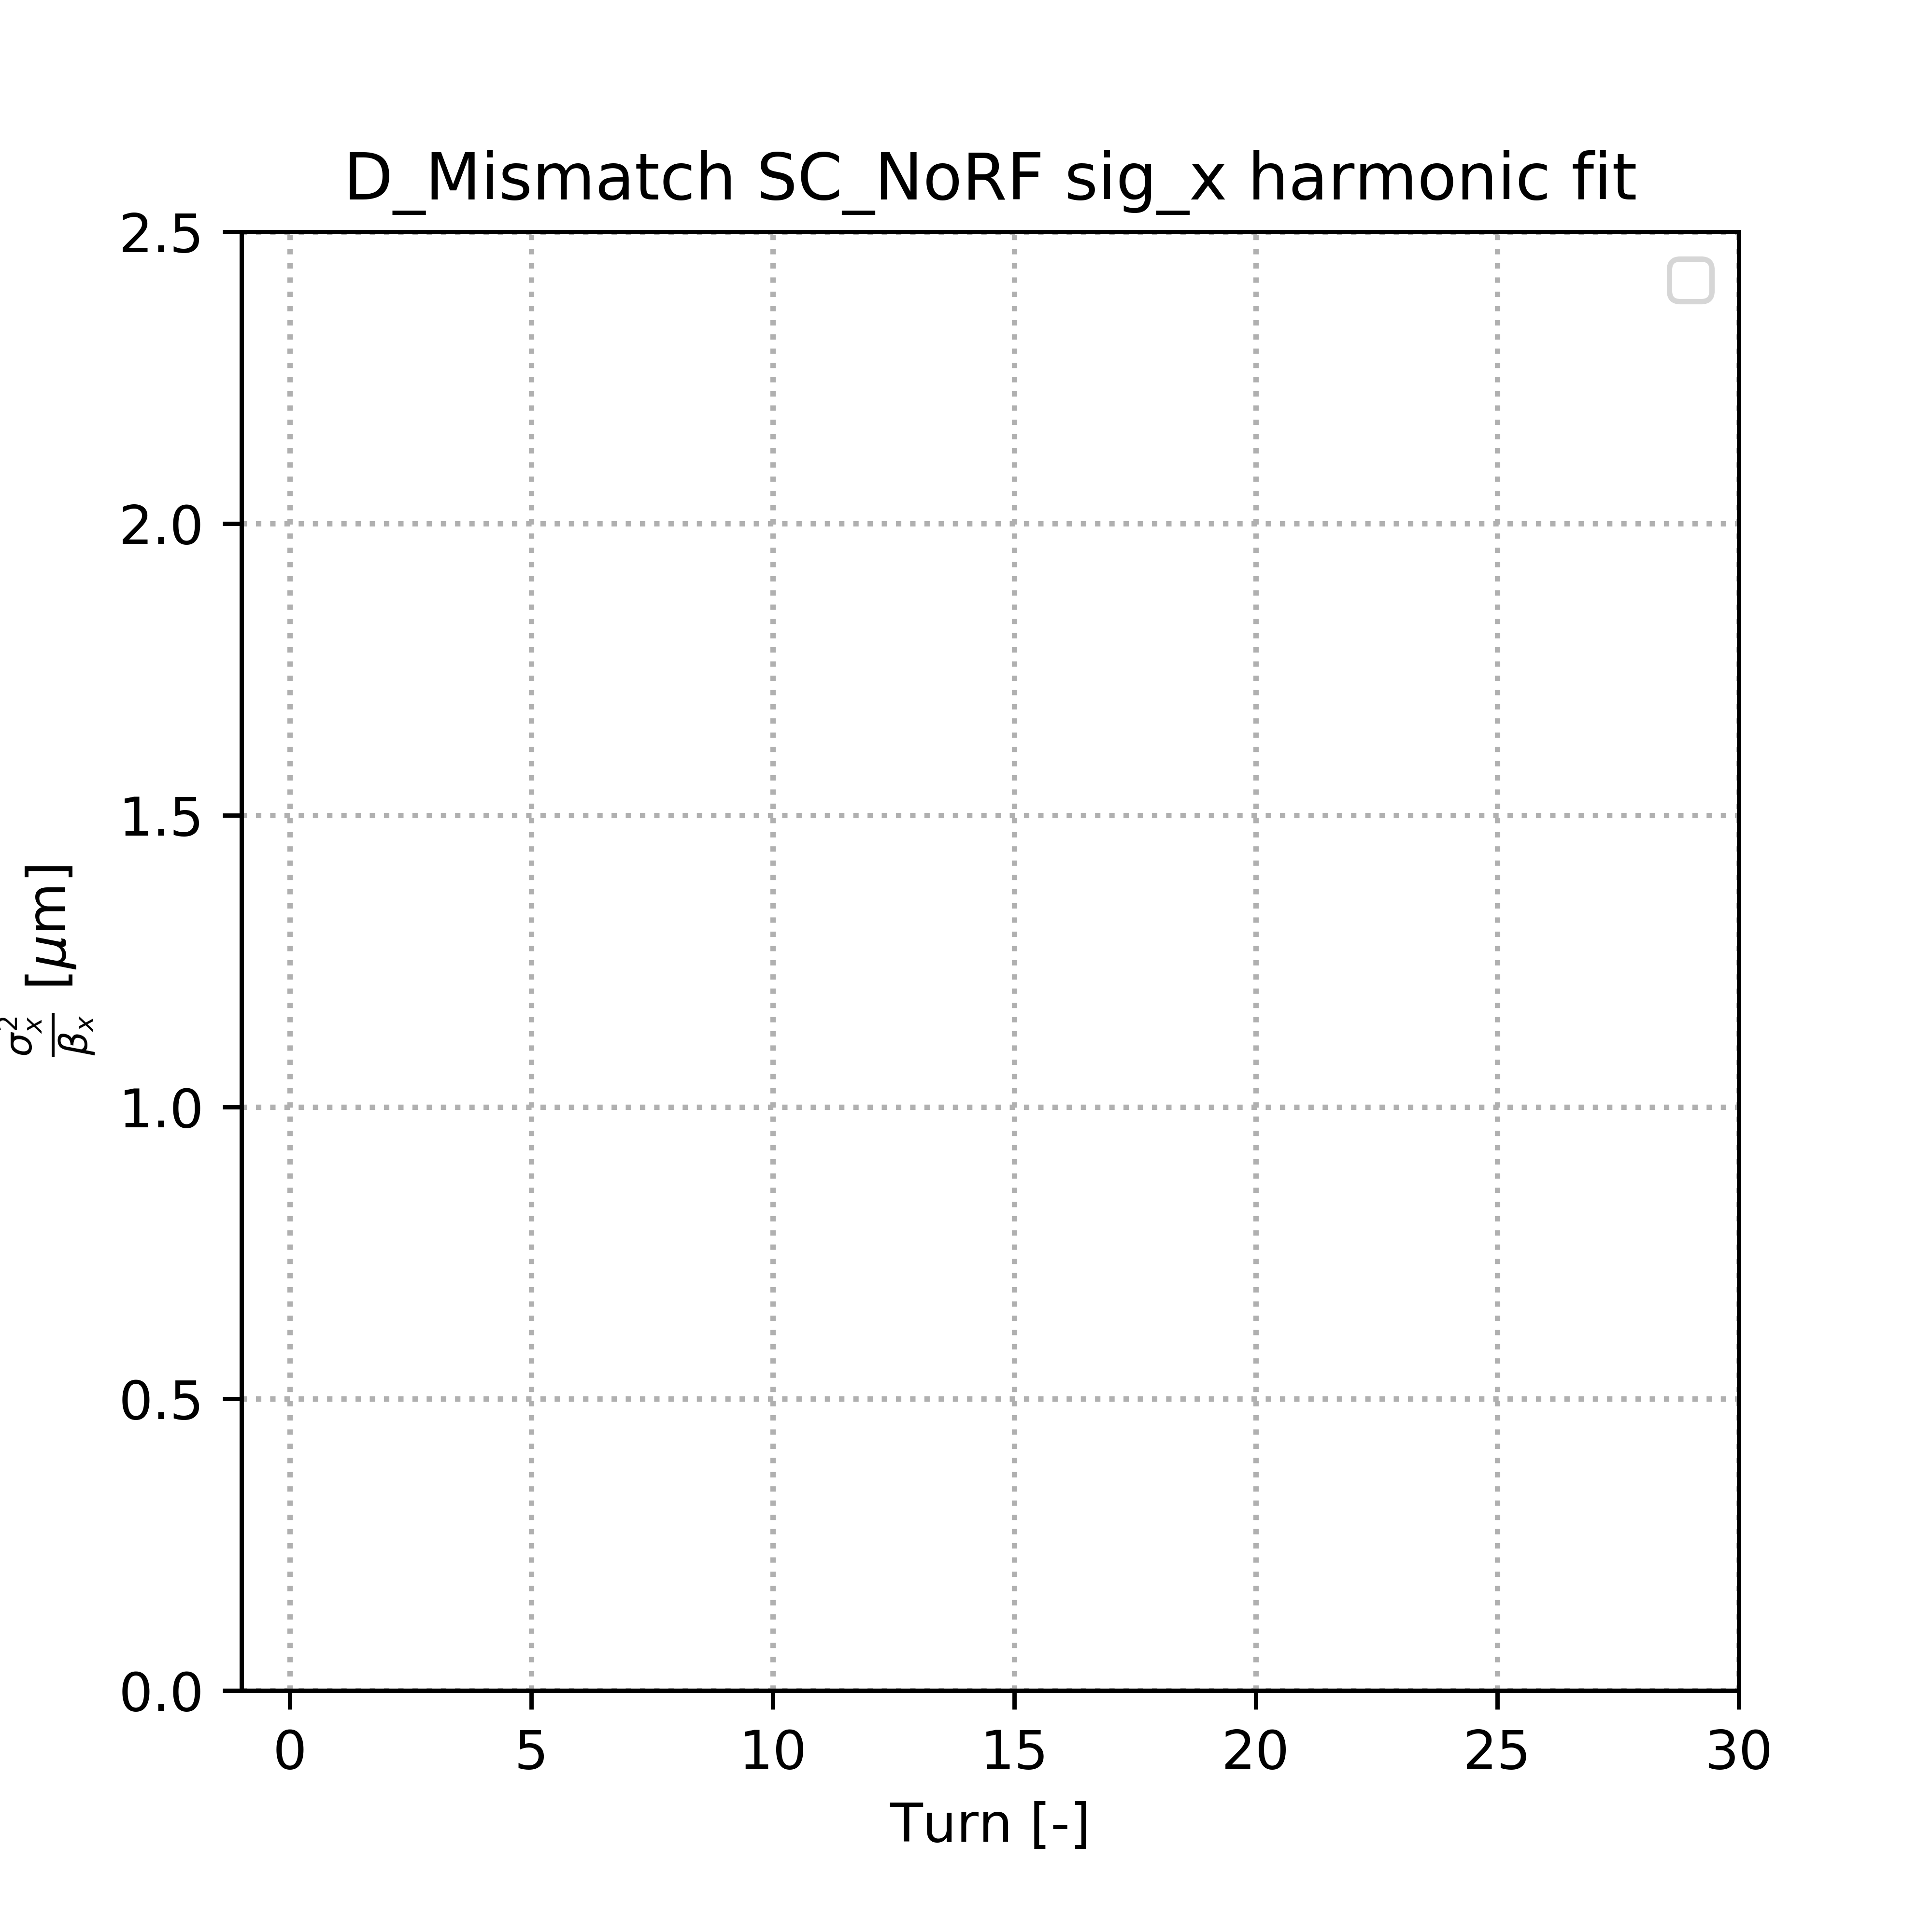 D_Mismatch SC_NoRF sig_x harmonic fit
2.5
2.0
1.5
1.0
0.5
0.0
σ²ₓ/βₓ [μm]
0 5 10 15 20 25 30
Turn [-]